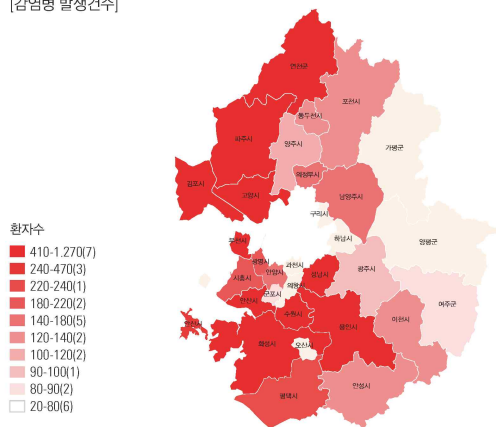 [감염병 발생건수]
연천군
포천시
동두천시
파주시
양주시
가평군
의정부시
김포시
고양시
남양주시
구리시
하남시
양평군
부천시
광명시
과천시
시흥시
안양시
성남시
광주시
의왕시
군포시
여주군
안산시
수원시
이천시
용인시
안산시
화성시
오산시
평택시
안성시
환자수
410-1.270(7)
240-470(3)
220-240(1)
180-220(2)
140-180(5)
120-140(2)
100-120(2)
90-100(1)
80-90(2)
20-80(6)